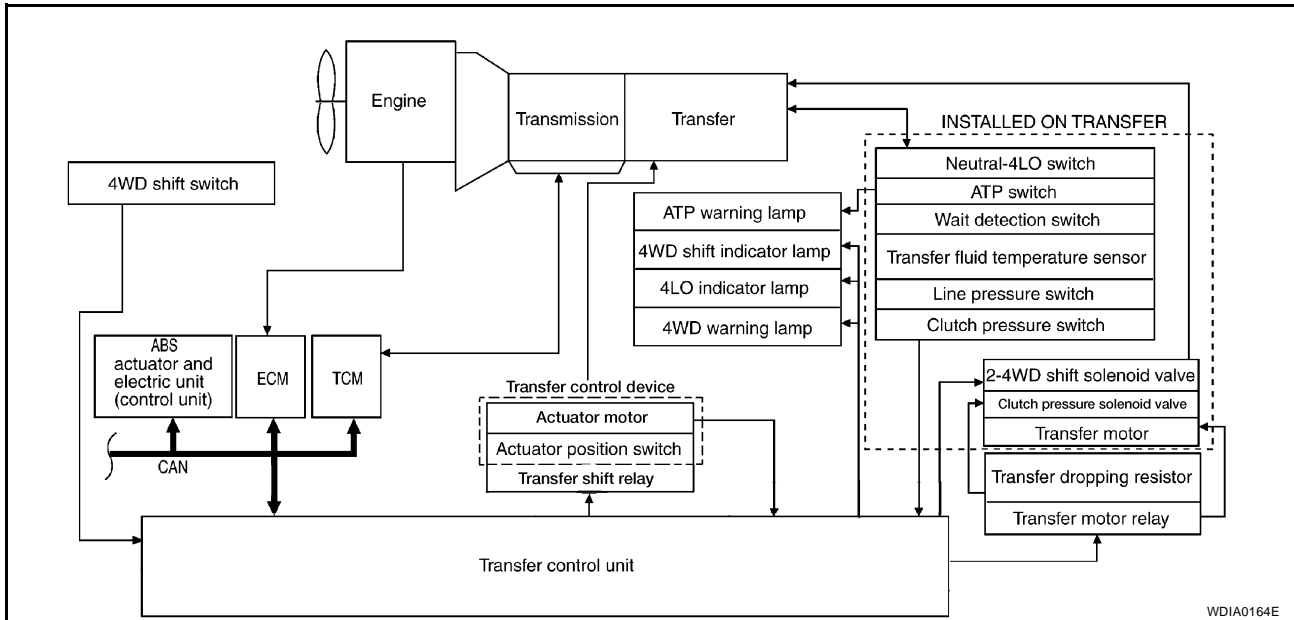 Engine
Transmission
Transfer
INSTALLED ON TRANSFER
Neutral-4LO switch
ATP switch
Wait detection switch
Transfer fluid temperature sensor
Line pressure switch
Clutch pressure switch
4WD shift switch
ATP warning lamp
4WD shift indicator lamp
4LO indicator lamp
4WD warning lamp
ABS
actuator and
electric unit
(control unit)
ECM
TCM
CAN
Transfer control device
Actuator motor
Actuator position switch
Transfer shift relay
2-4WD shift solenoid valve
Clutch pressure solenoid valve
Transfer motor
Transfer dropping resistor
Transfer motor relay
Transfer control unit
WDIA0164E